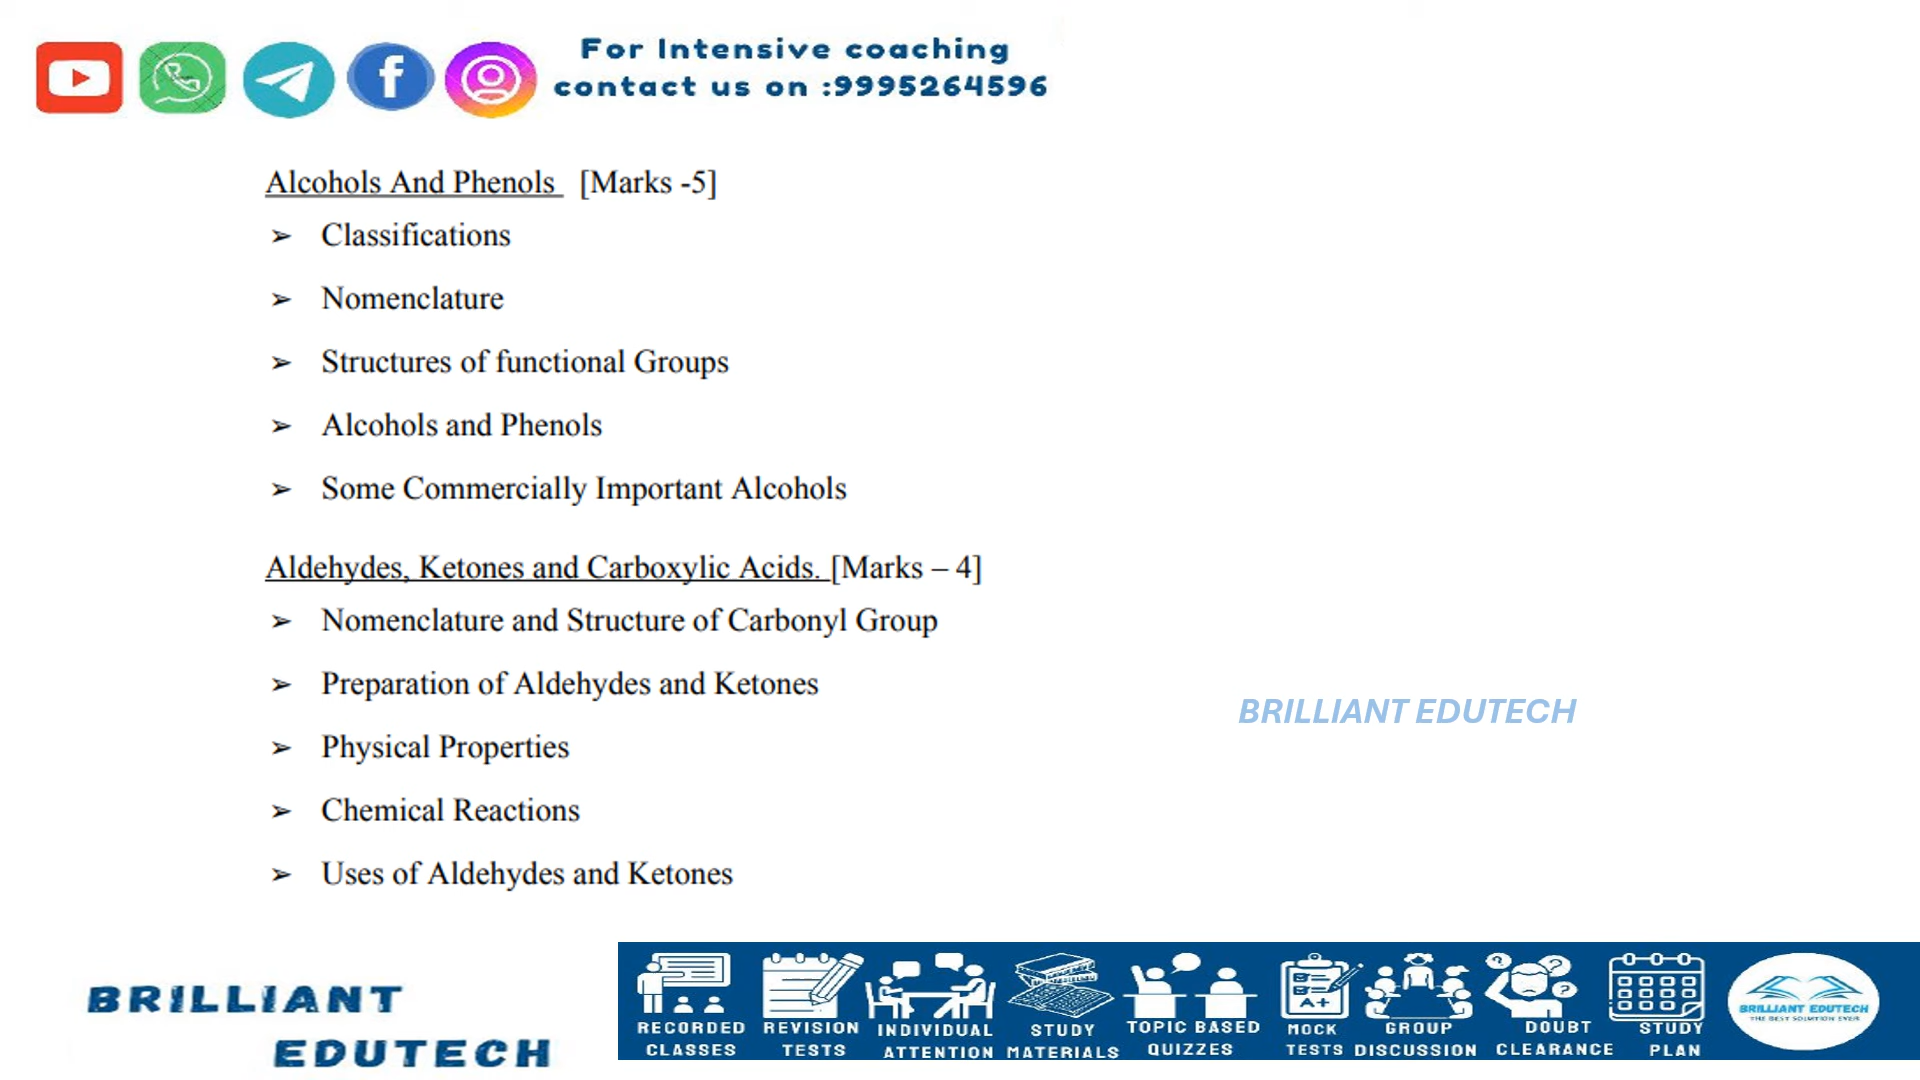 For Intensive coaching
contact us on :9995264596
Alcohols And Phenols [Marks -5]
➢ Classifications
➢ Nomenclature
➢ Structures of functional Groups
➢ Alcohols and Phenols
➢ Some Commercially Important Alcohols
Aldehydes, Ketones and Carboxylic Acids. [Marks – 4]
➢ Nomenclature and Structure of Carbonyl Group
➢ Preparation of Aldehydes and Ketones
➢ Physical Properties
➢ Chemical Reactions
➢ Uses of Aldehydes and Ketones
BRILLIANT EDUTECH
BRILLIANT
EDUTECH
RECORDED
CLASSES
REVISION
TESTS
INDIVIDUAL
ATTENTION
STUDY
MATERIALS
TOPIC BASED
QUIZZES
A+
MOCK
TESTS
GROUP
DISCUSSION
DOUBT
CLEARANCE
STUDY
PLAN
BRILLIANT EDUTECH
THE BEST SOLUTION EVER